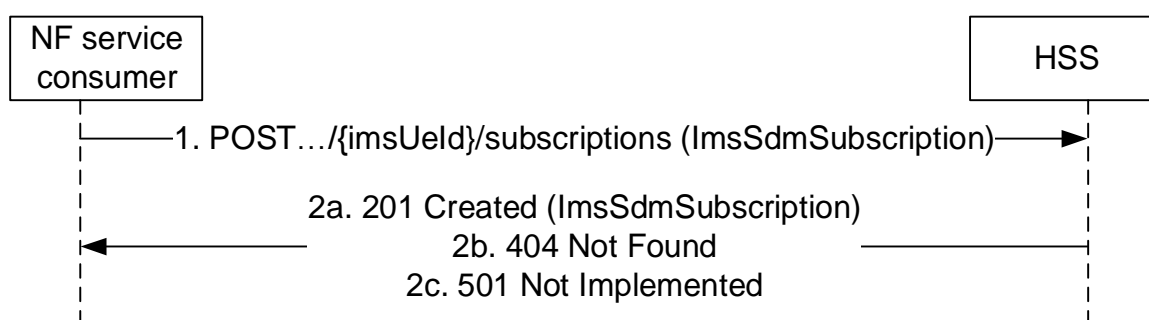 NF service
consumer
HSS
1. POST…/{imsUeId}/subscriptions (ImsSdmSubscription)
2a. 201 Created (ImsSdmSubscription)
2b. 404 Not Found
2c. 501 Not Implemented